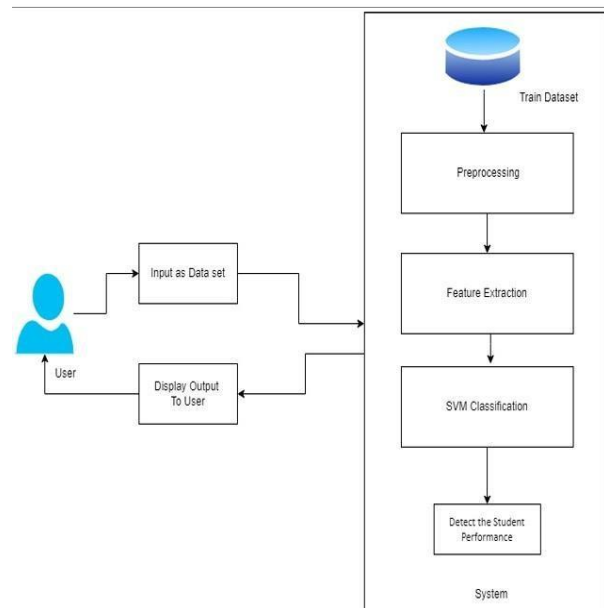 Train Dataset
Preprocessing
Input as Data set
Feature Extraction
User
Display Output
To User
SVM Classification
Detect the Student
Performance
System